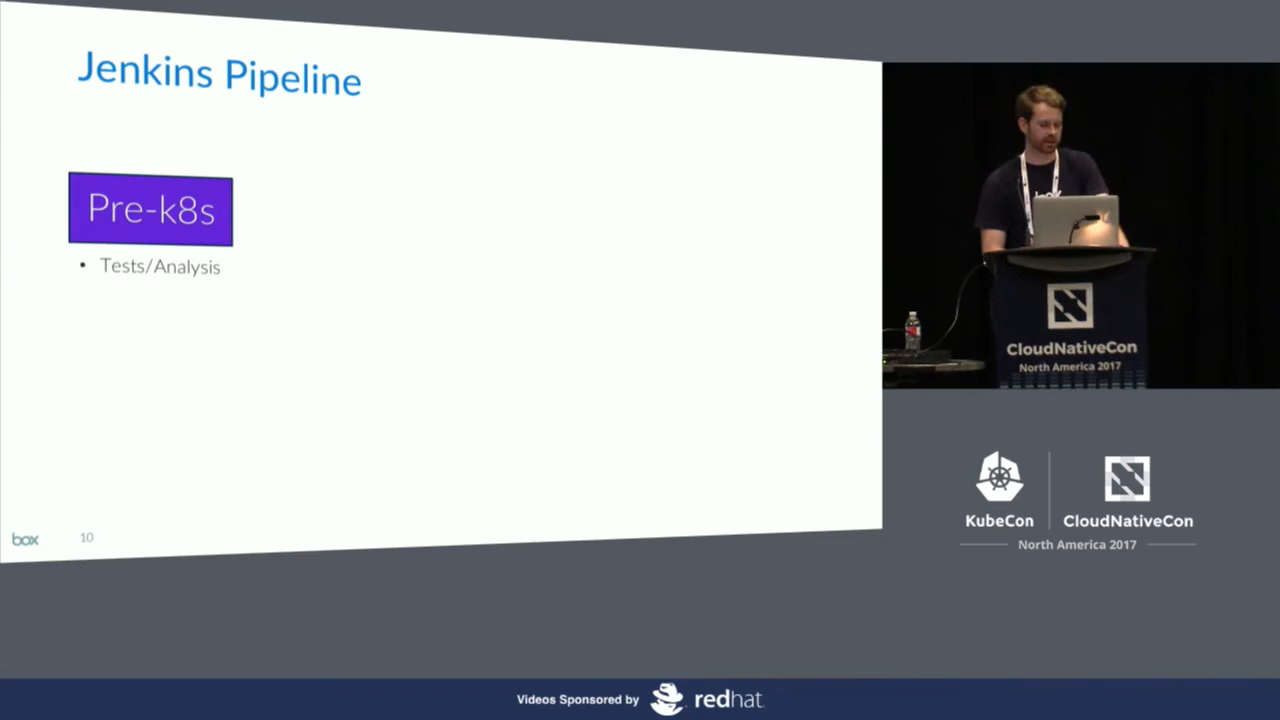 Jenkins Pipeline
Pre-k8s
• Tests/Analysis
box
10
CloudNativeCon
North America 2017
KubeCon
CloudNativeCon
North America 2017
Videos Sponsored by
redhat.